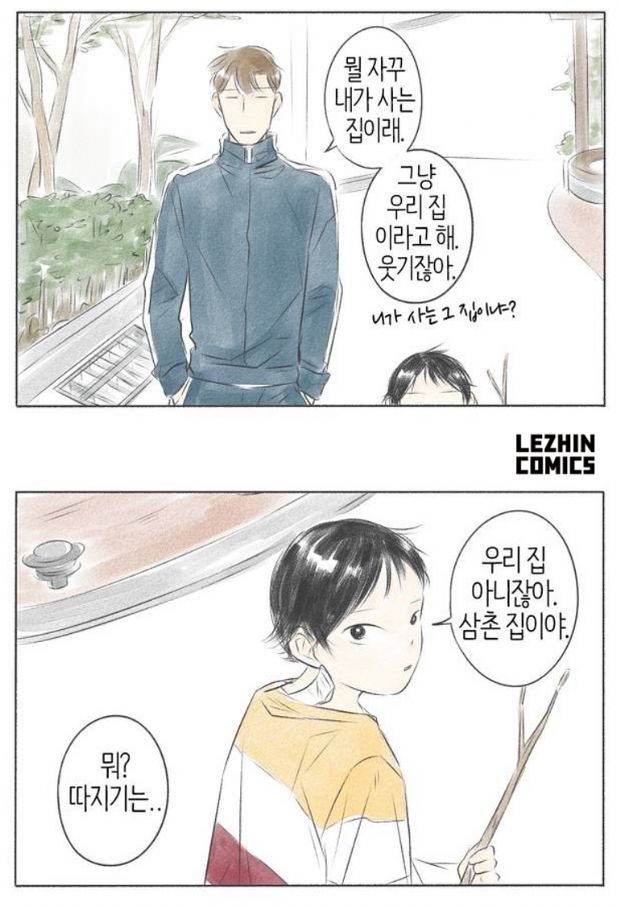 뭘 자꾸
내가 사는
집이래.
그냥
우리 집
이라고 해.
웃기잖아.
니가 사는 그 집이냐?
LEZHIN
COMICS
우리 집
아니잖아.
삼촌 집이야.
뭐?
따지기는..